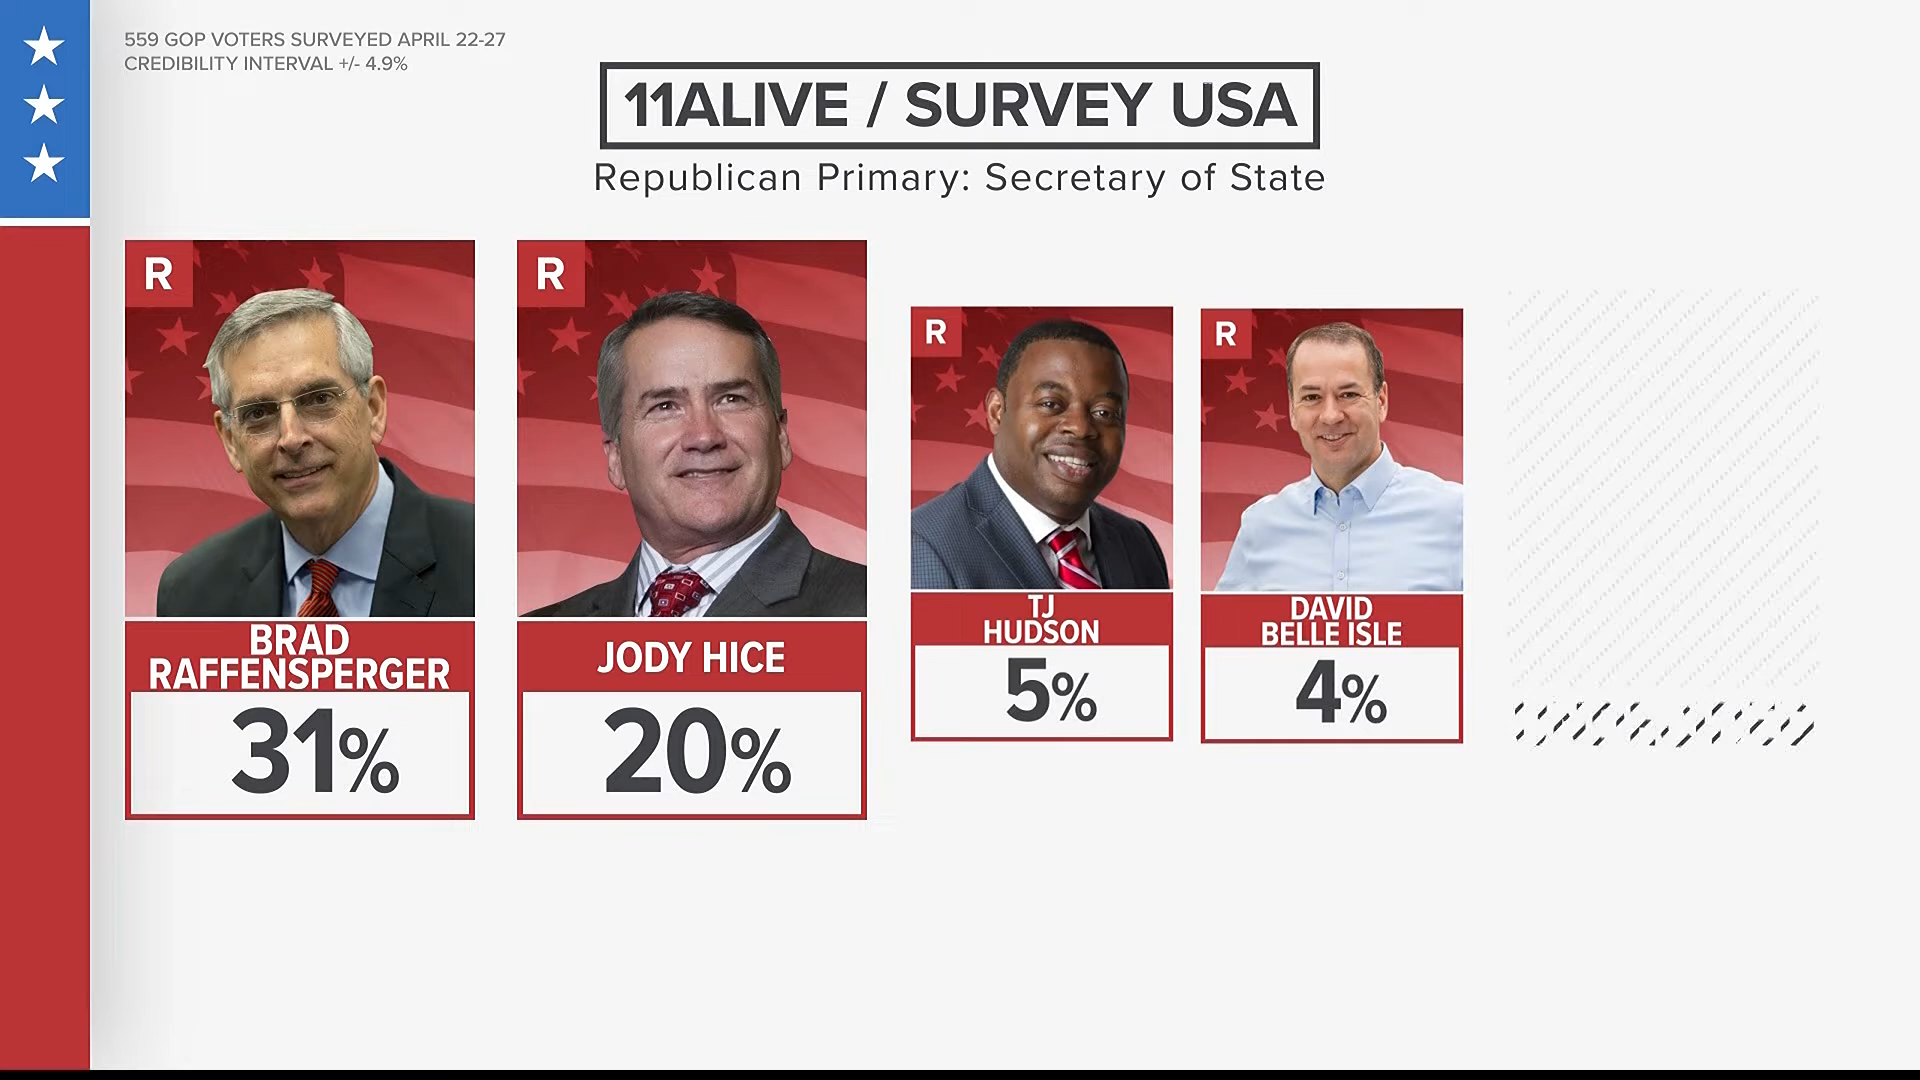 559 GOP VOTERS SURVEYED APRIL 22-27
CREDIBILITY INTERVAL +/- 4.9%
11ALIVE / SURVEY USA
Republican Primary: Secretary of State
R
BRAD
RAFFENSPERGER
31%
R
JODY HICE
20%
R
TJ
HUDSON
5%
R
DAVID
BELLE ISLE
4%